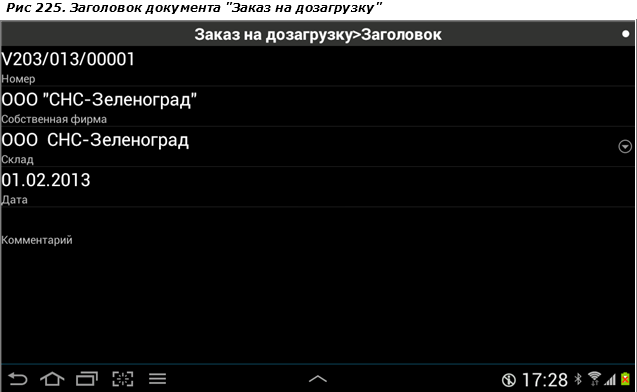 Рис 225. Заголовок документа "Заказ на дозагрузку"
Заказ на дозагрузку>Заголовок
V203/013/00001
Номер
ООО "СНС-Зеленоград"
Собственная фирма
ООО  СНС-Зеленоград
Склад
01.02.2013
Дата
Комментарий
17:28